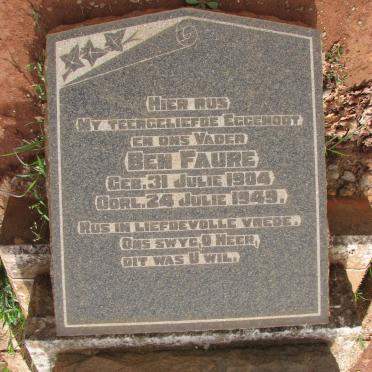 HIER RUS
MY TEERGELIEFDE EGGENOOT
EN ONS VADER
BEN FAURE
GEB. 31 JULIE 1904
OORL. 24 JULIE 1949.
RUS IN LIEFDEVOLLE VREDE.
ONS SWYG, O HEER,
DIT WAS U WIL.